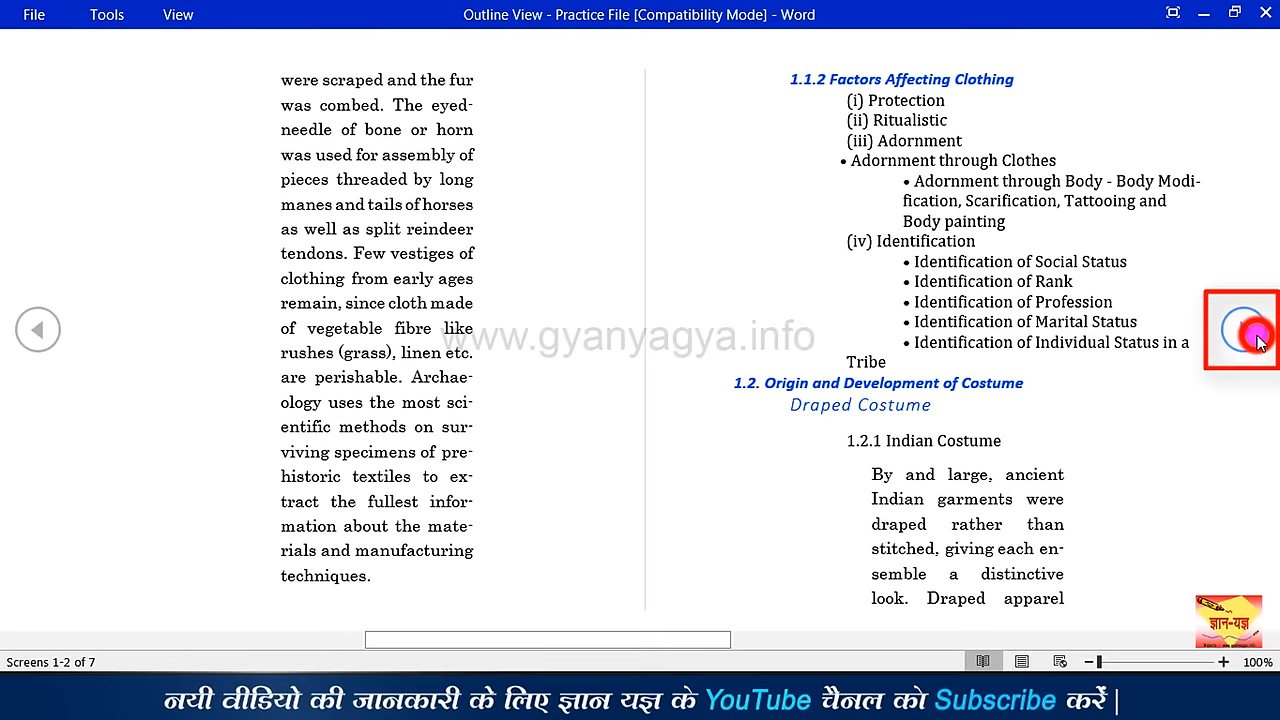 File Tools View
Outline View - Practice File [Compatibility Mode] - Word
were scraped and the fur
was combed. The eyed-
needle of bone or horn
was used for assembly of
pieces threaded by long
manes and tails of horses
as well as split reindeer
tendons. Few vestiges of
clothing from early ages
remain, since cloth made
of vegetable fibre like
rushes (grass), linen etc.
are perishable. Archae-
ology uses the most sci-
entific methods on sur-
viving specimens of pre-
historic textiles to ex-
tract the fullest infor-
mation about the mate-
rials and manufacturing
techniques.
1.1.2 Factors Affecting Clothing
(i) Protection
(ii) Ritualistic
(iii) Adornment
• Adornment through Clothes
• Adornment through Body - Body Modi-
fication, Scarification, Tattooing and
Body painting
(iv) Identification
• Identification of Social Status
• Identification of Rank
• Identification of Profession
• Identification of Marital Status
• Identification of Individual Status in a
Tribe
1.2. Origin and Development of Costume
Draped Costume
1.2.1 Indian Costume
By and large, ancient
Indian garments were
draped rather than
stitched, giving each en-
semble a distinctive
look. Draped apparel
www.gyanyagya.info
ज्ञान-यज्ञ
Screens 1-2 of 7
100%
नयी वीडियो की जानकारी के लिए ज्ञान यज्ञ के YouTube चैनल को Subscribe करें |